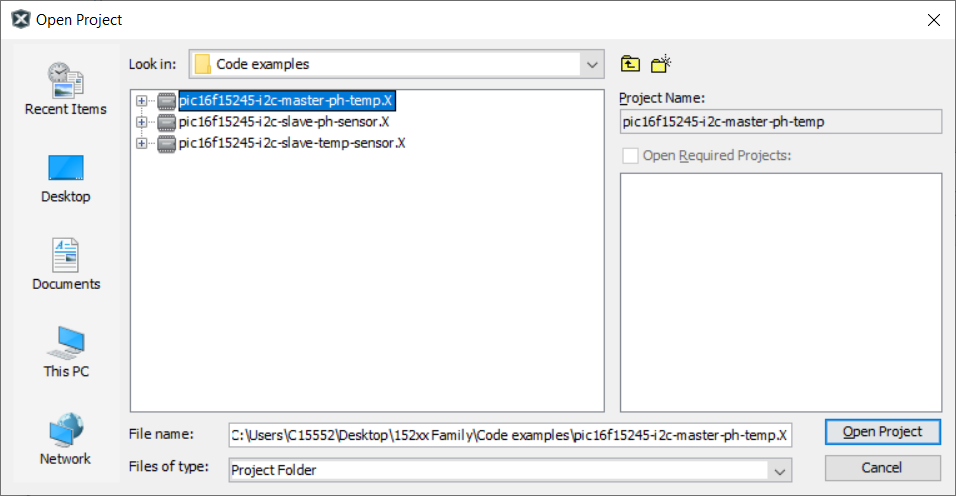 Open Project
Look in:
Code examples
Recent Items
Desktop
Documents
This PC
Network
pic16f15245-i2c-master-ph-temp.X
pic16f15245-i2c-slave-ph-sensor.X
pic16f15245-i2c-slave-temp-sensor.X
Project Name:
pic16f15245-i2c-master-ph-temp
Open Required Projects:
File name:
C:\Users\C15552\Desktop\152xx Family\Code examples\pic16f15245-i2c-master-ph-temp.X
Open Project
Files of type:
Project Folder
Cancel